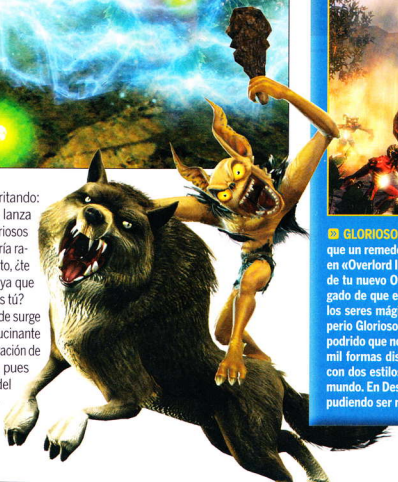 ritando:
lanza
riosos
ría ra-
to, ¿te
ya que
s tú?
de surge
ucinante
ación de
pues
del
GLORIOSO
que un remedo
en «Overlord I
de tu nuevo O
gado de que e
los seres mág
perio Glorioso
podrido que no
mil formas dis
con dos estilos
mundo. En Des
pudiendo ser r